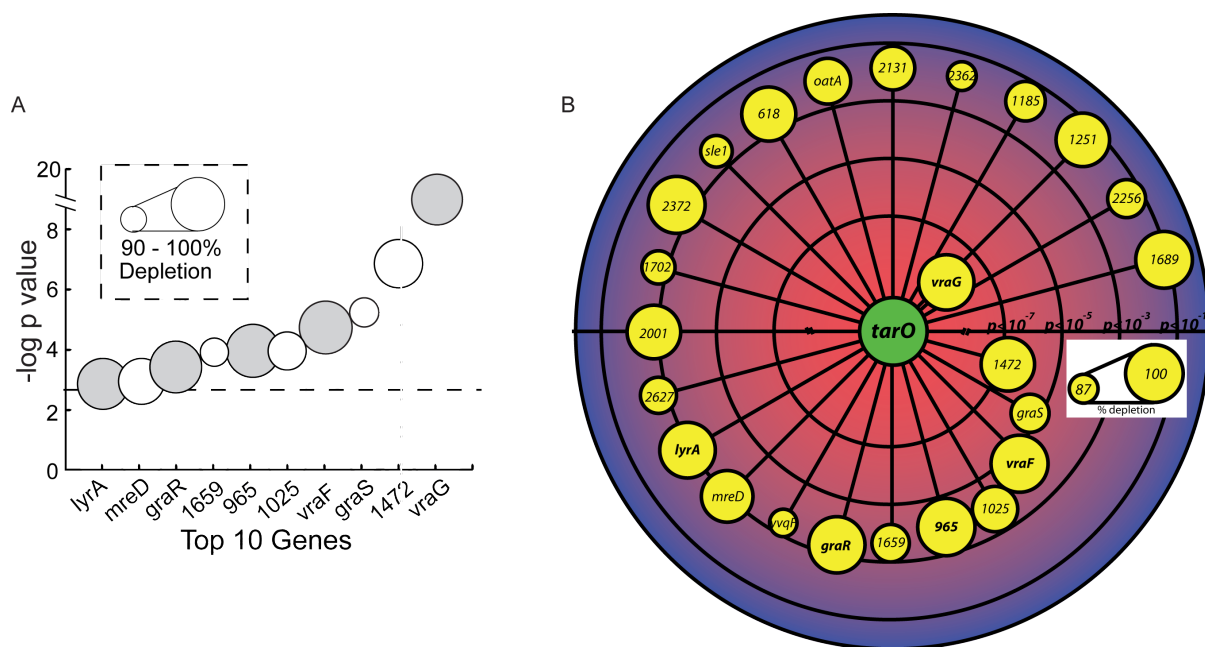 A
20
8
6
4
2
0
-log p value
90 - 100%
Depletion
lyrA
mreD
graR
1659
965
1025
vraF
graS
1472
vraG
Top 10 Genes
B
2131
2362
1185
1251
2256
1689
oatA
618
sle1
2372
1702
2001
2627
lyrA
mreD
yvqF
graR
1659
965
1025
vraF
graS
1472
vraG
tarO
p<10-7
p<10-5
p<10-3
p<10-1
87
100
% depletion